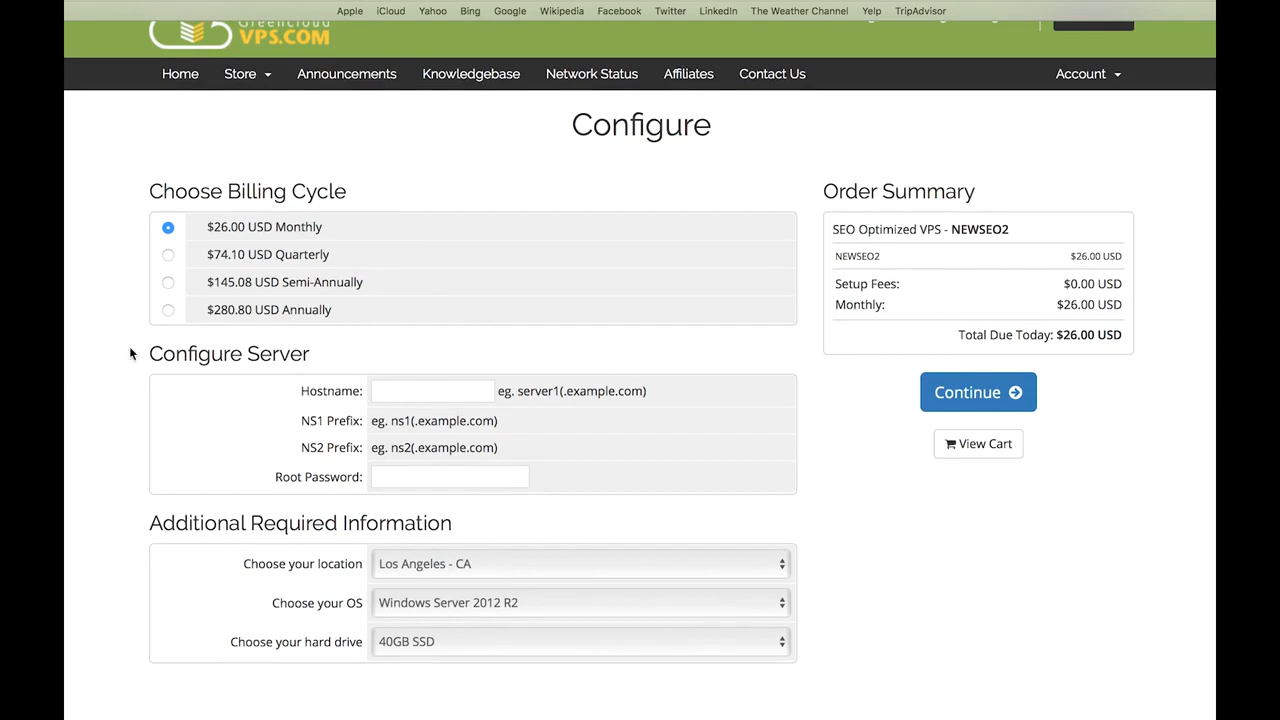 Apple iCloud Yahoo Bing Google Wikipedia Facebook Twitter LinkedIn The Weather Channel Yelp TripAdvisor
Greencloud
VPS.COM
Home Store Announcements Knowledgebase Network Status Affiliates Contact Us Account
Configure
Choose Billing Cycle
$26.00 USD Monthly
$74.10 USD Quarterly
$145.08 USD Semi-Annually
$280.80 USD Annually
Configure Server
Hostname: eg. server1(.example.com)
NS1 Prefix: eg. ns1(.example.com)
NS2 Prefix: eg. ns2(.example.com)
Root Password:
Additional Required Information
Choose your location Los Angeles - CA
Choose your OS Windows Server 2012 R2
Choose your hard drive 40GB SSD
Order Summary
SEO Optimized VPS - NEWSEO2
NEWSEO2 $26.00 USD
Setup Fees: $0.00 USD
Monthly: $26.00 USD
Total Due Today: $26.00 USD
Continue
View Cart